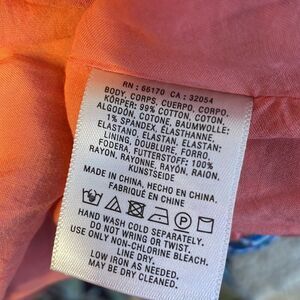 RN : 66170 CA : 32054
BODY, CORPS, CUERPO, CORPO,
KÖRPER: 99% COTTON, COTON,
ALGODÓN, COTONE, BAUMWOLLE:
1% SPANDEX, ÉLASTHANNE,
ELASTANO, ELASTAN, ELASTAN:
LINING, DOUBLURE, FORRO,
FODERA, FUTTERSTOFF: 100%
RAYON, RAYONNE, RAYÓN, RAION,
KUNSTSEIDE
MADE IN CHINA, HECHO EN CHINA,
FABRIQUÉ EN CHINE
P
HAND WASH COLD SEPARATELY.
DO NOT WRING OR TWIST.
USE ONLY NON-CHLORINE BLEACH.
LINE DRY.
LOW IRON AS NEEDED.
MAY BE DRY CLEANED.